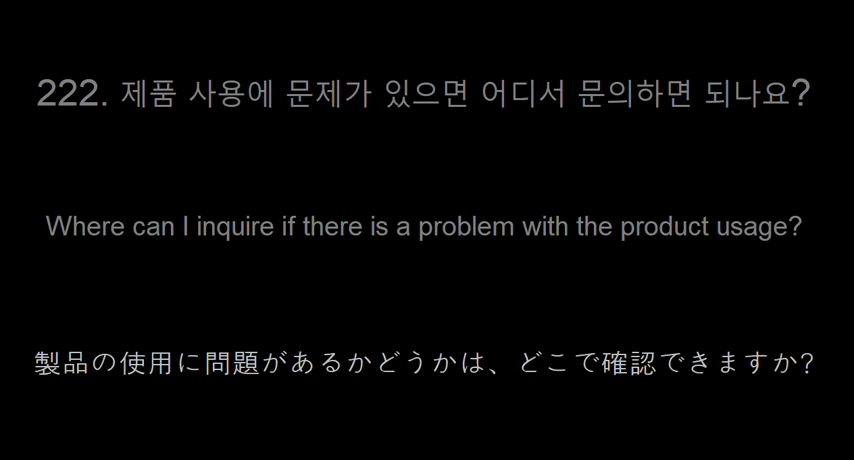 222. 제품 사용에 문제가 있으면 어디서 문의하면 되나요?
Where can I inquire if there is a problem with the product usage?
製品の使用に問題があるかどうかは、どこで確認できますか?